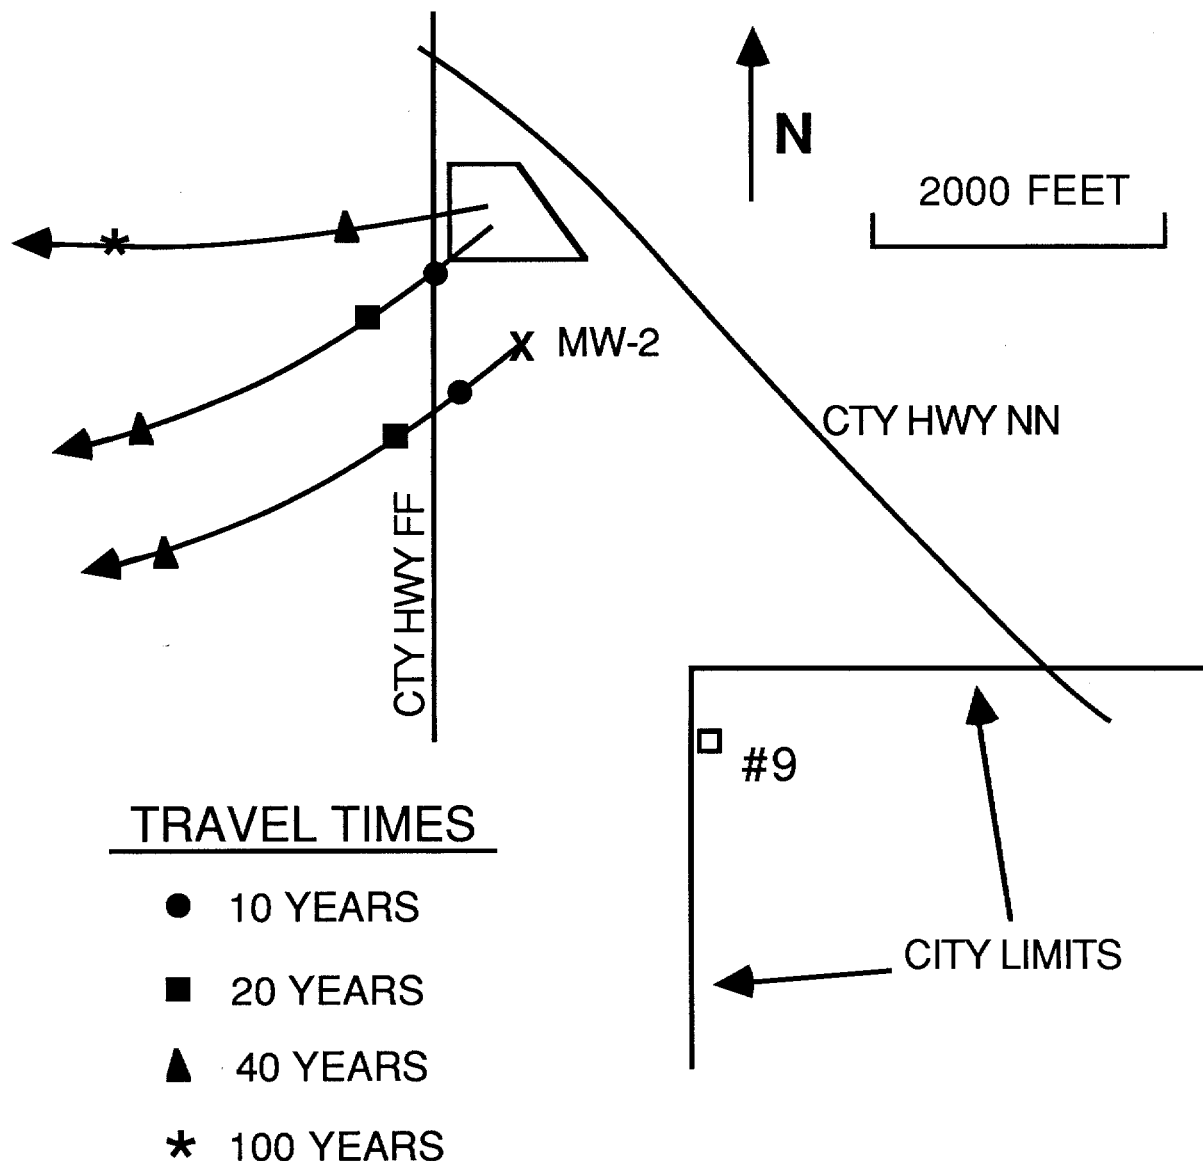 N
2000 FEET
MW-2
CTY HWY NN
CTY HWY FF
#9
TRAVEL TIMES
10 YEARS
20 YEARS
40 YEARS
100 YEARS
CITY LIMITS